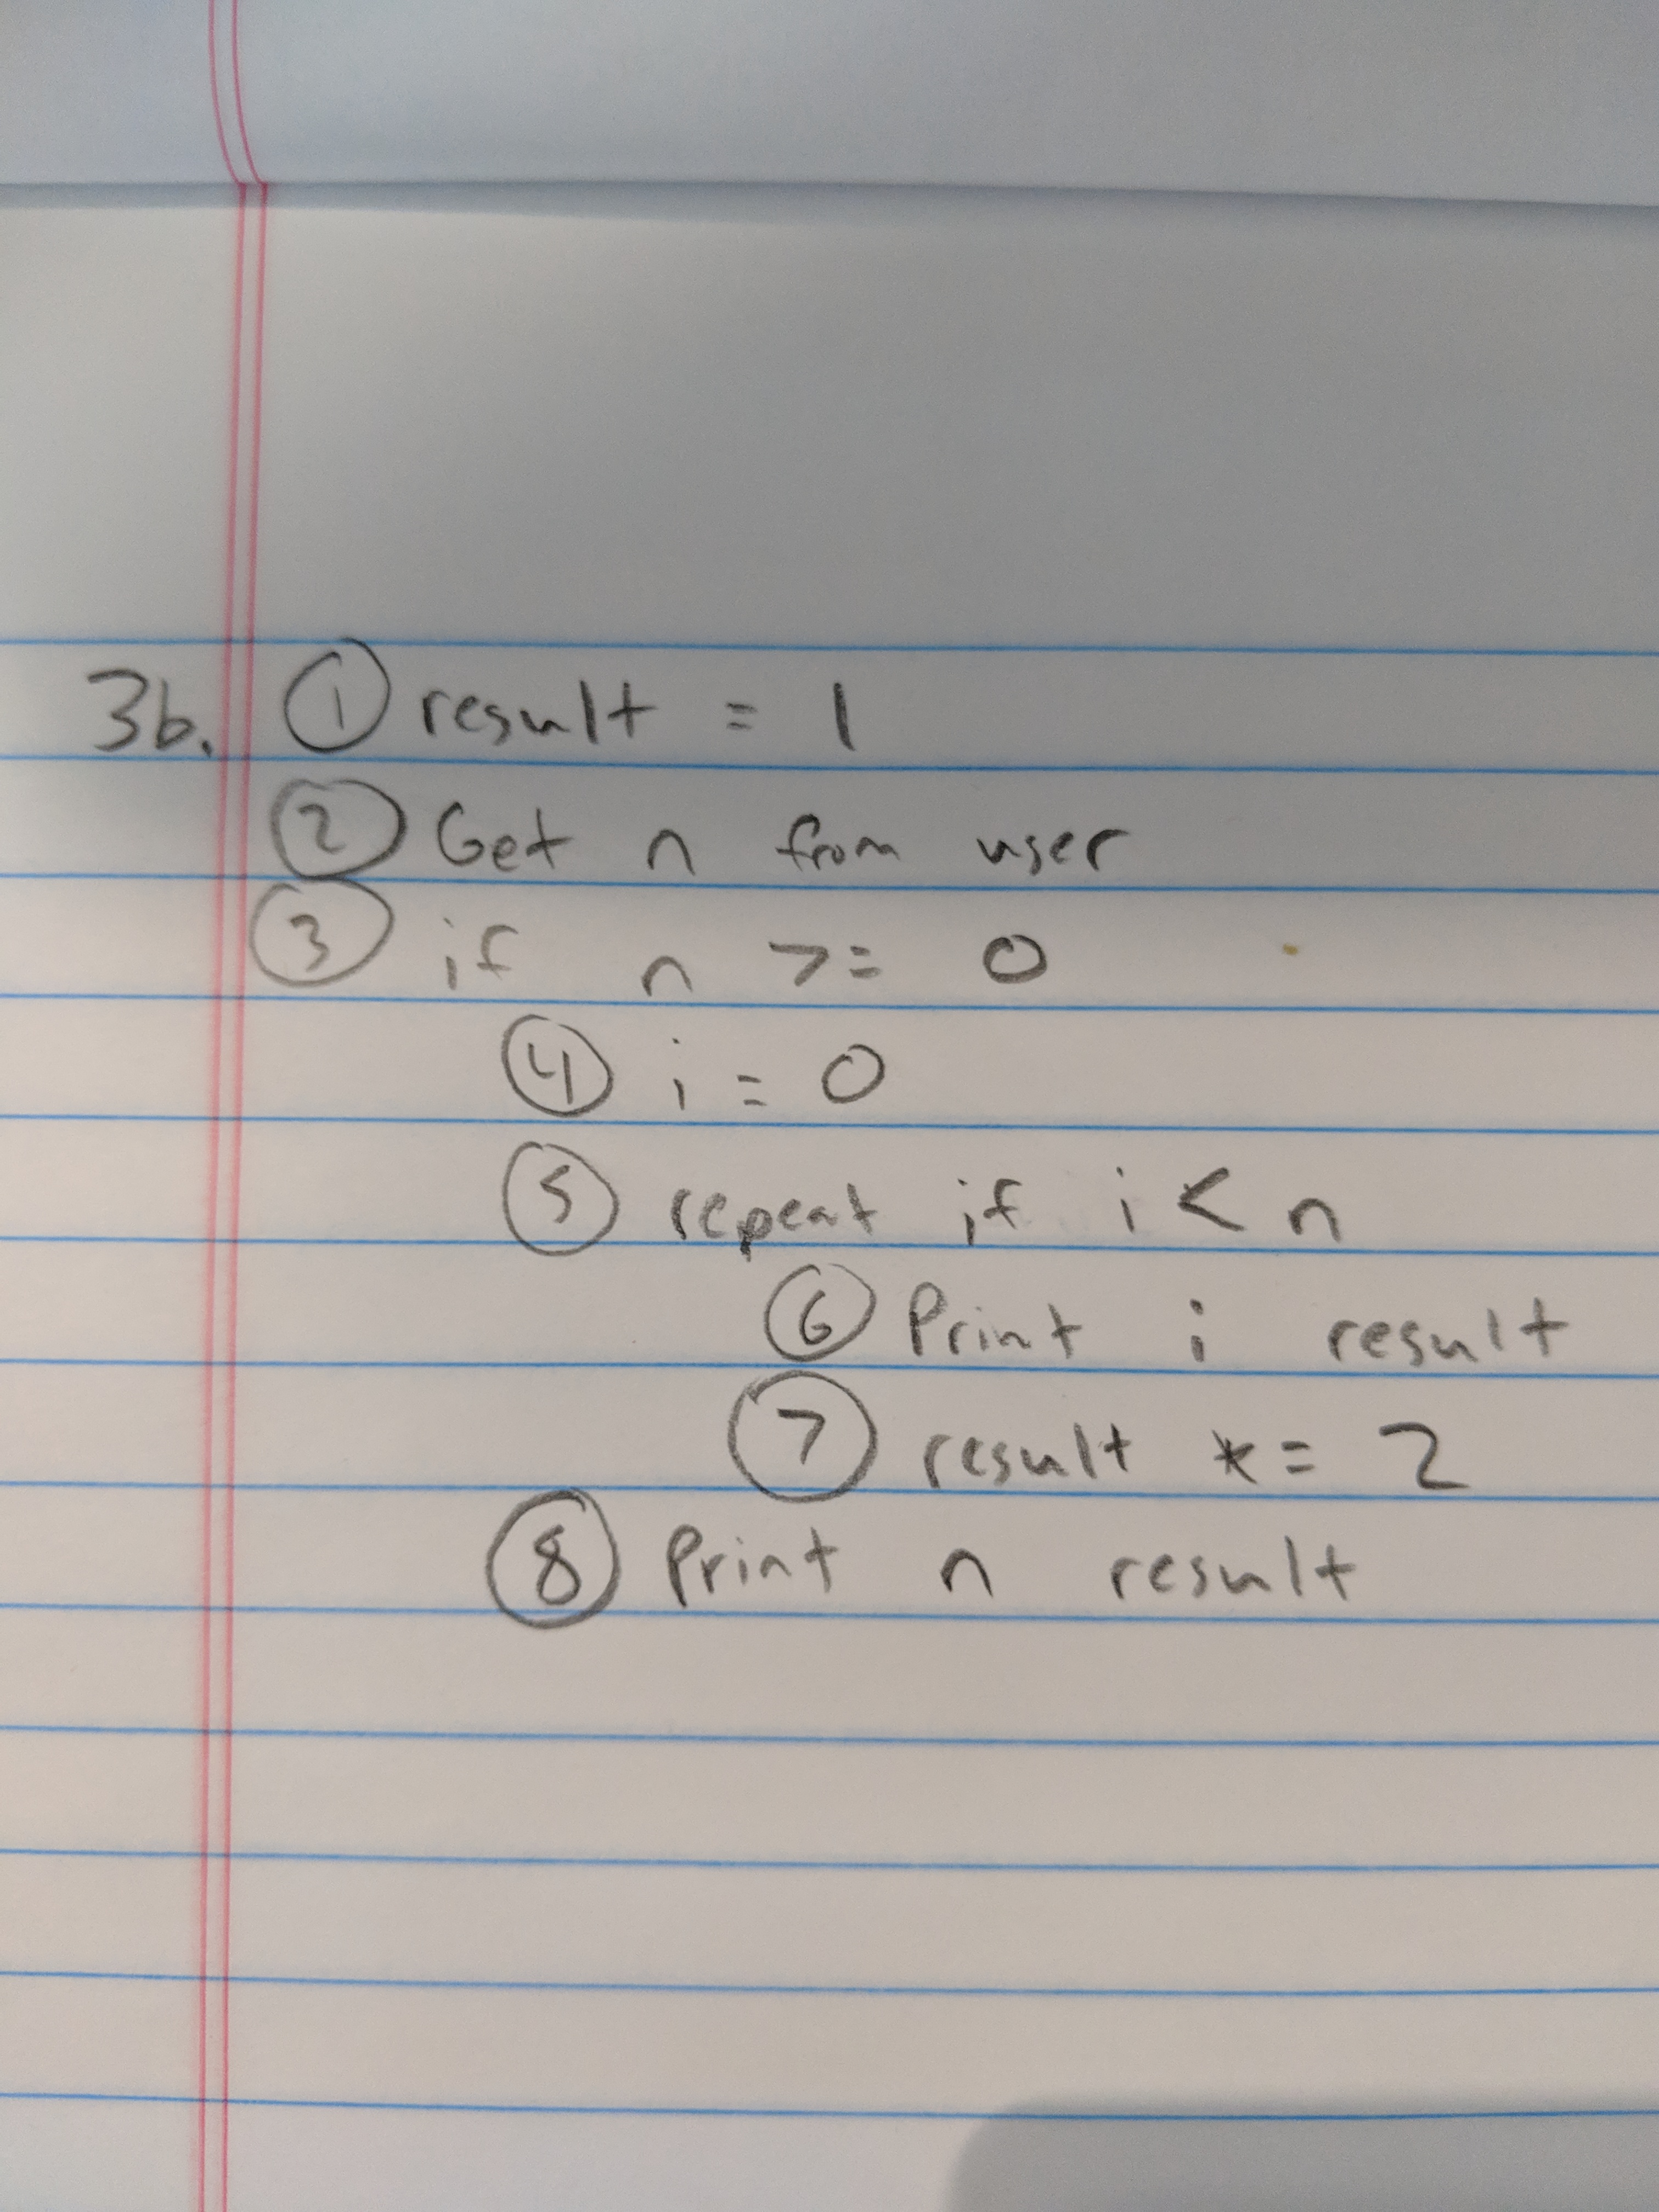 3b. ① result = 1
② Get n from user
③ if n >= 0
④ i = 0
⑤ repeat if i < n
⑥ Print i result
⑦ result *= 2
⑧ Print n result